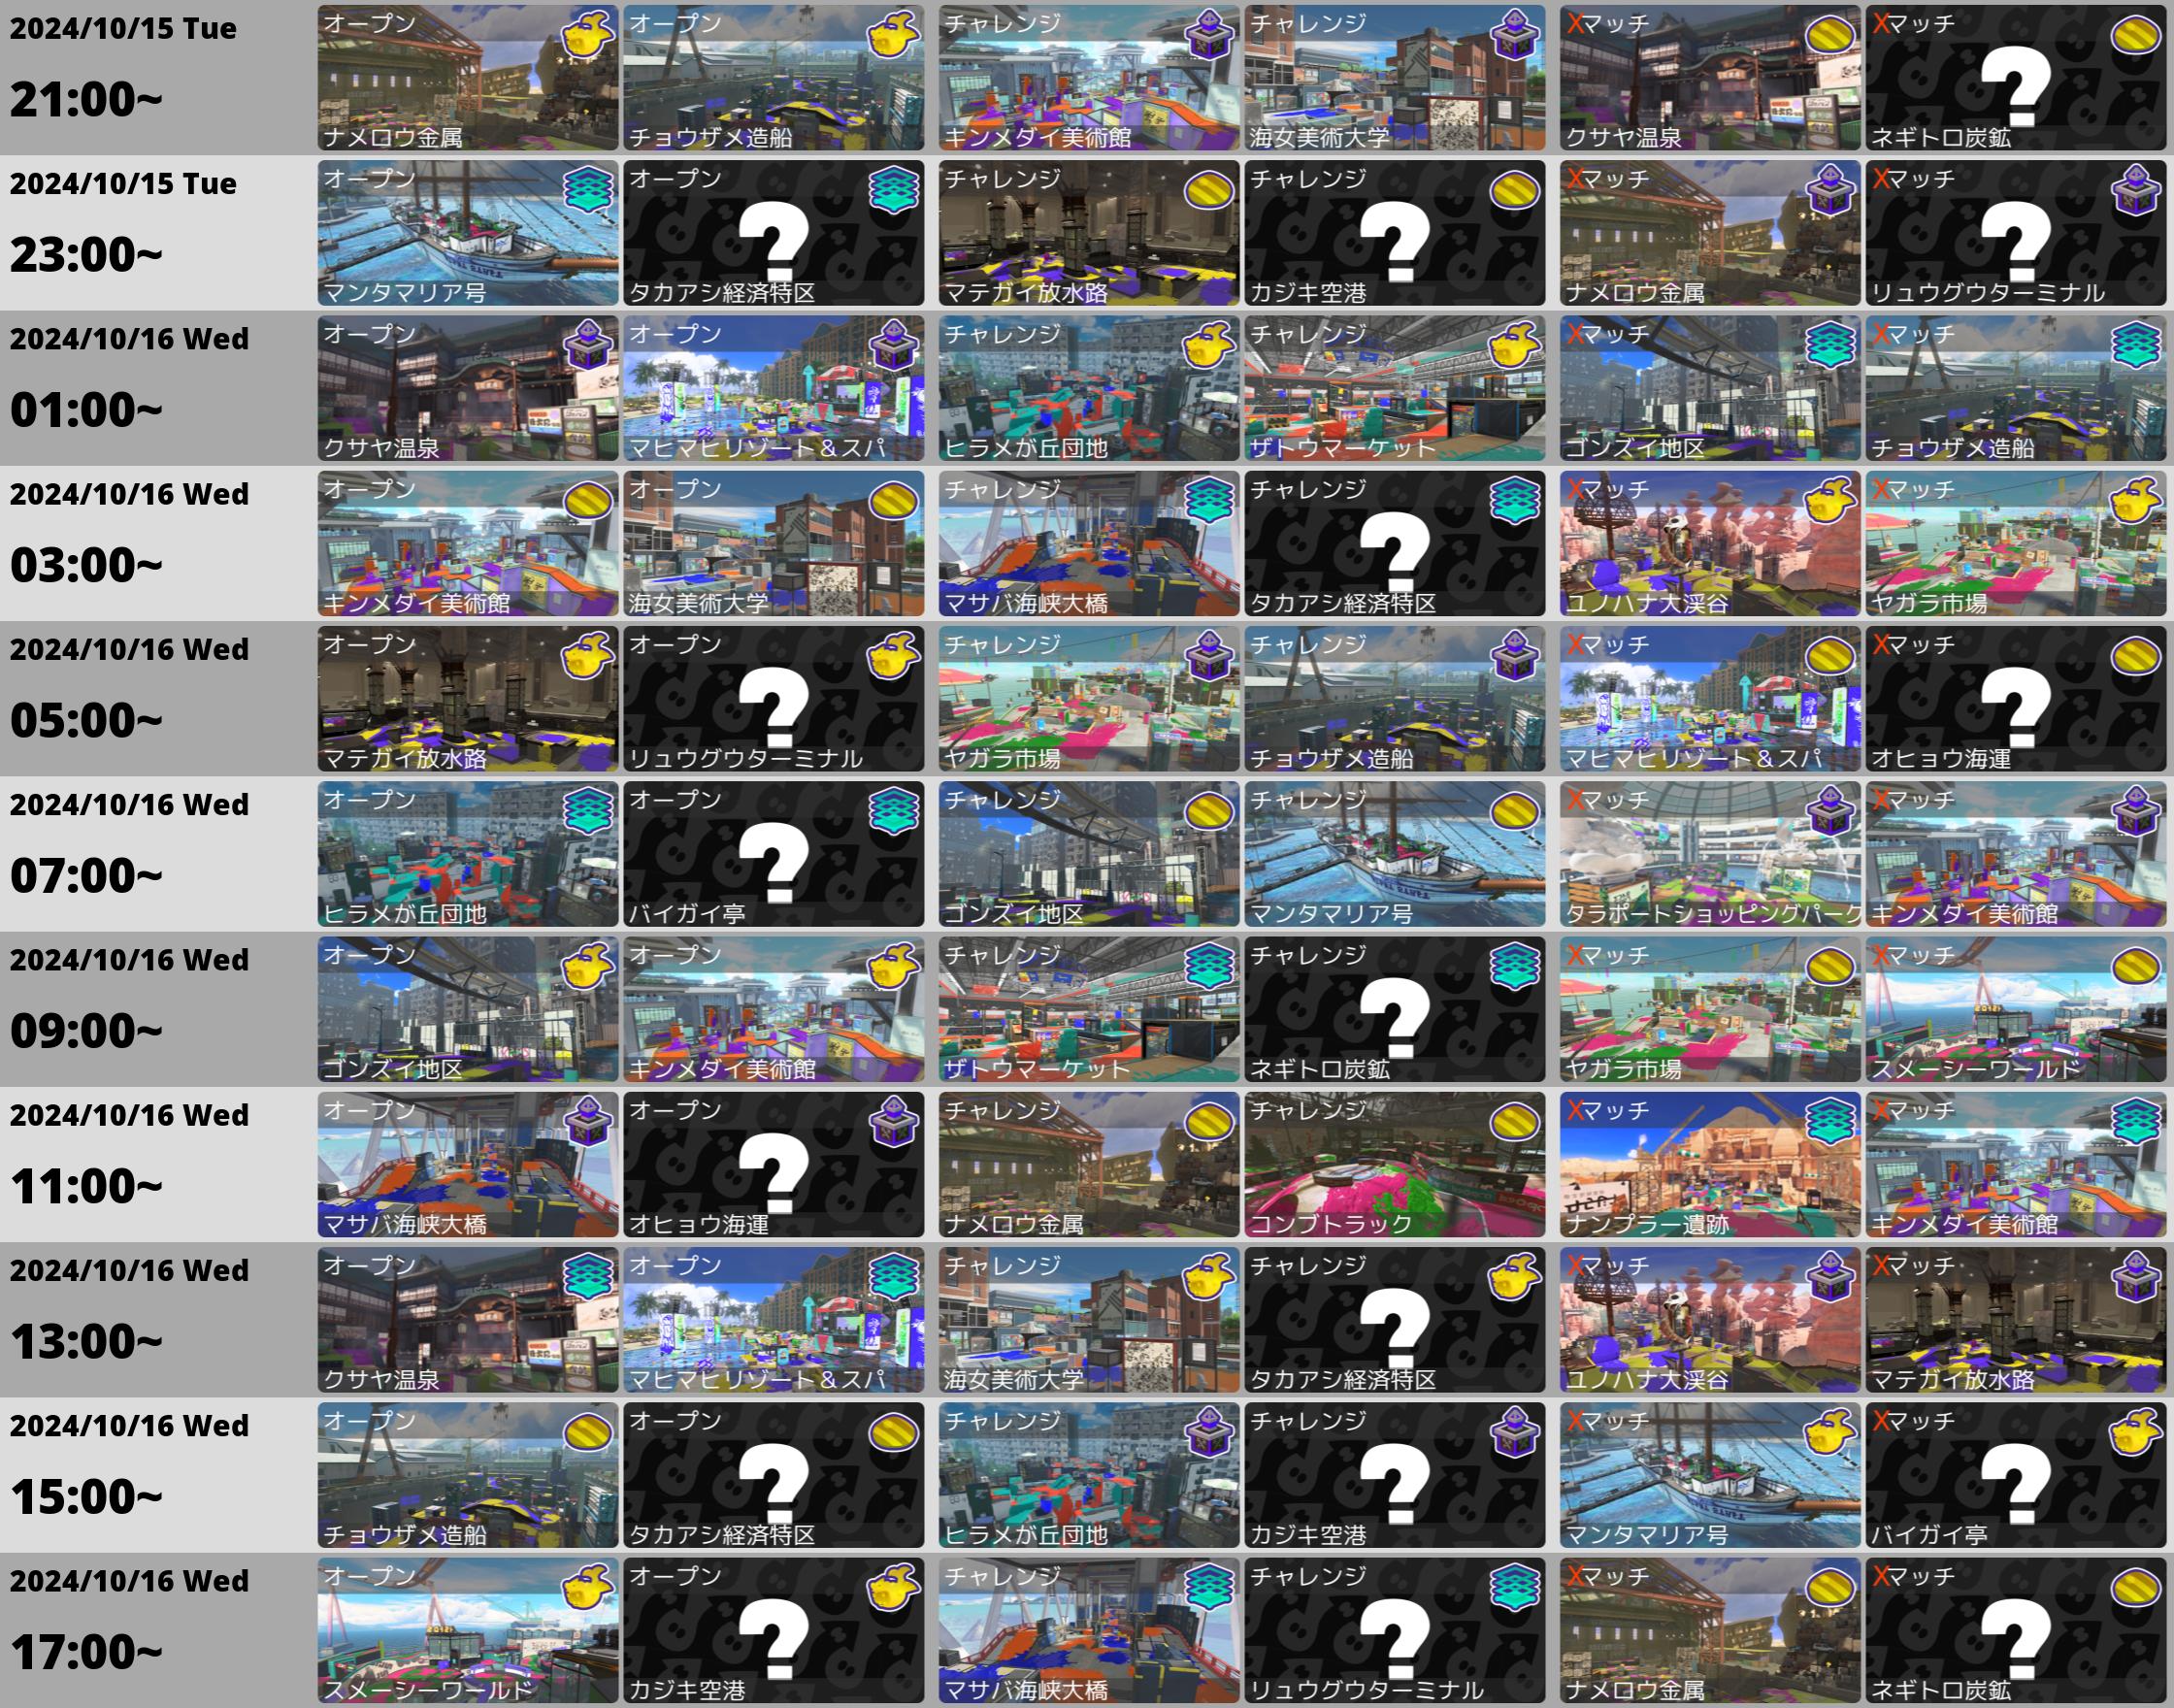 2024/10/15 Tue
21:00~
オープン
ナメロウ金属
オープン
チョウザメ造船
チャレンジ
キンメダイ美術館
チャレンジ
海女美術大学
Xマッチ
クサヤ温泉
Xマッチ
ネギトロ炭鉱
2024/10/15 Tue
23:00~
オープン
マンタマリア号
オープン
?
タカアシ経済特区
チャレンジ
マテガイ放水路
チャレンジ
?
カジキ空港
Xマッチ
ナメロウ金属
Xマッチ
?
リュウグウターミナル
2024/10/16 Wed
01:00~
オープン
クサヤ温泉
オープン
マヒマヒリゾート＆スパ
チャレンジ
ヒラメが丘団地
チャレンジ
ザトウマーケット
Xマッチ
ゴンズイ地区
Xマッチ
チョウザメ造船
2024/10/16 Wed
03:00~
オープン
キンメダイ美術館
オープン
海女美術大学
チャレンジ
マサバ海峡大橋
チャレンジ
?
タカアシ経済特区
Xマッチ
ユノハナ大渓谷
Xマッチ
ヤガラ市場
2024/10/16 Wed
05:00~
オープン
マテガイ放水路
オープン
?
リュウグウターミナル
チャレンジ
ヤガラ市場
チャレンジ
チョウザメ造船
Xマッチ
マヒマヒリゾート＆スパ
Xマッチ
?
オヒョウ海運
2024/10/16 Wed
07:00~
オープン
ヒラメが丘団地
オープン
?
バイガイ亭
チャレンジ
ゴンズイ地区
チャレンジ
マンタマリア号
Xマッチ
タラポートショッピングパーク
Xマッチ
キンメダイ美術館
2024/10/16 Wed
09:00~
オープン
ゴンズイ地区
オープン
キンメダイ美術館
チャレンジ
ザトウマーケット
チャレンジ
?
ネギトロ炭鉱
Xマッチ
ヤガラ市場
Xマッチ
スメーシーワールド
2024/10/16 Wed
11:00~
オープン
マサバ海峡大橋
オープン
?
オヒョウ海運
チャレンジ
ナメロウ金属
チャレンジ
コンブトラック
Xマッチ
ナンプラー遺跡
Xマッチ
キンメダイ美術館
2024/10/16 Wed
13:00~
オープン
クサヤ温泉
オープン
マヒマヒリゾート＆スパ
チャレンジ
海女美術大学
チャレンジ
?
タカアシ経済特区
Xマッチ
ユノハナ大渓谷
Xマッチ
マテガイ放水路
2024/10/16 Wed
15:00~
オープン
チョウザメ造船
オープン
?
タカアシ経済特区
チャレンジ
ヒラメが丘団地
チャレンジ
?
カジキ空港
Xマッチ
マンタマリア号
Xマッチ
?
バイガイ亭
2024/10/16 Wed
17:00~
オープン
スメーシーワールド
オープン
?
カジキ空港
チャレンジ
マサバ海峡大橋
チャレンジ
?
リュウグウターミナル
Xマッチ
ナメロウ金属
Xマッチ
?
ネギトロ炭鉱